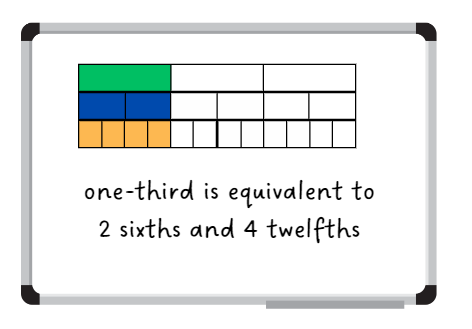 one-third is equivalent to
2 sixths and 4 twelfths